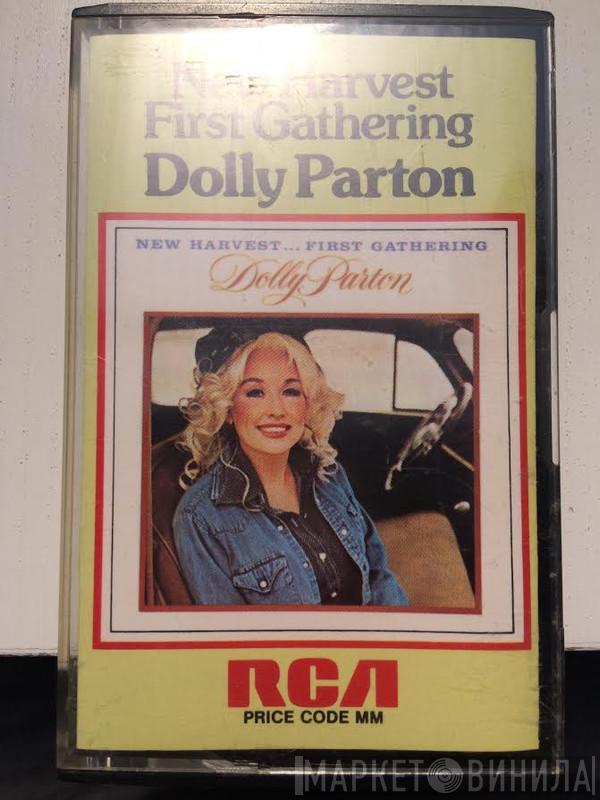 New Harvest
First Gathering
Dolly Parton
NEW HARVEST... FIRST GATHERING
Dolly Parton
RCA
PRICE CODE MM
МАРКЕТ ВИНИЛА